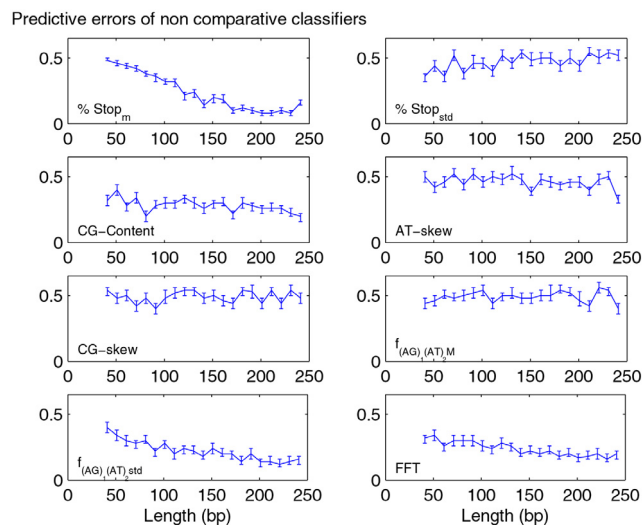 Predictive errors of non comparative classifiers
0.5
% Stop_m
0
0 50 100 150 200 250
0.5
% Stop_std
0
0 50 100 150 200 250
0.5
CG-Content
0
0 50 100 150 200 250
0.5
AT-skew
0
0 50 100 150 200 250
0.5
CG-skew
0
0 50 100 150 200 250
0.5
f_(AG)_1(AT)_2 M
0
0 50 100 150 200 250
0.5
f_(AG)_1(AT)_2 std
0
0 50 100 150 200 250
Length (bp)
0.5
FFT
0
0 50 100 150 200 250
Length (bp)